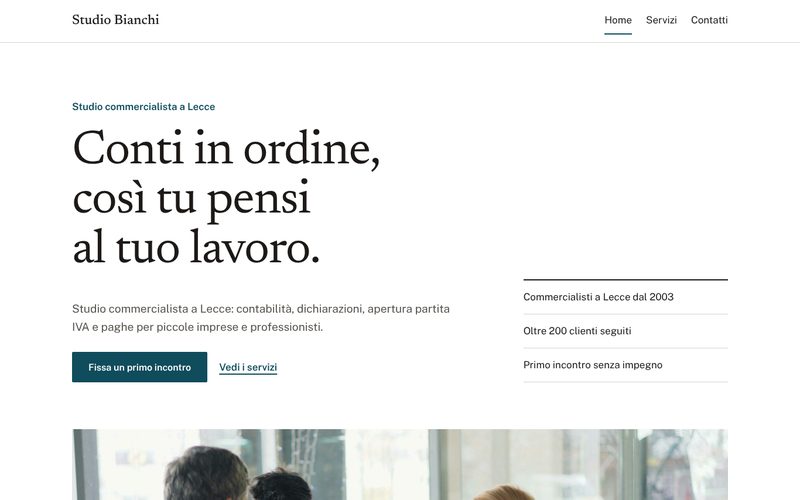 Studio Bianchi
Home Servizi Contatti
Studio commercialista a Lecce
Conti in ordine,
così tu pensi
al tuo lavoro.
Studio commercialista a Lecce: contabilità, dichiarazioni, apertura partita
IVA e paghe per piccole imprese e professionisti.
Fissa un primo incontro Vedi i servizi
Commercialisti a Lecce dal 2003
Oltre 200 clienti seguiti
Primo incontro senza impegno